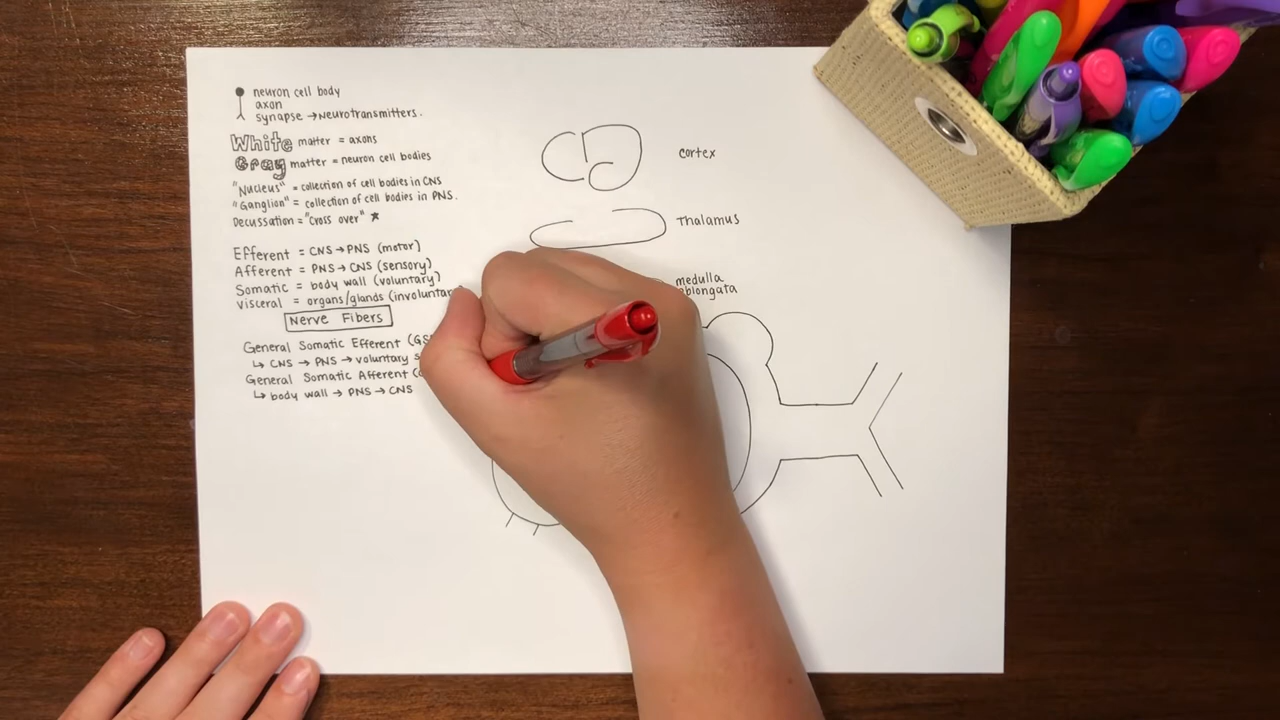 neuron cell body
axon
synapse → Neurotransmitters.
White matter = axons
Gray matter = neuron cell bodies
"Nucleus" = collection of cell bodies in CNS
"Ganglion" = collection of cell bodies in PNS.
Decussation = "Cross over" ★
Efferent = CNS → PNS (motor)
Afferent = PNS → CNS (sensory)
Somatic = body wall (voluntary)
Visceral = organs/glands (involuntar
Nerve Fibers
General Somatic Efferent (GS
↳ CNS → PNS → voluntary s
General Somatic Afferent (
↳ body wall → PNS → CNS
cortex
Thalamus
medulla
oblongata